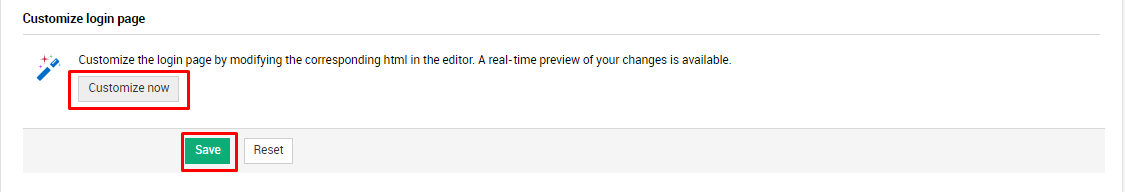 Customize login page
Customize the login page by modifying the corresponding html in the editor. A real-time preview of your changes is available.
Customize now
Save
Reset